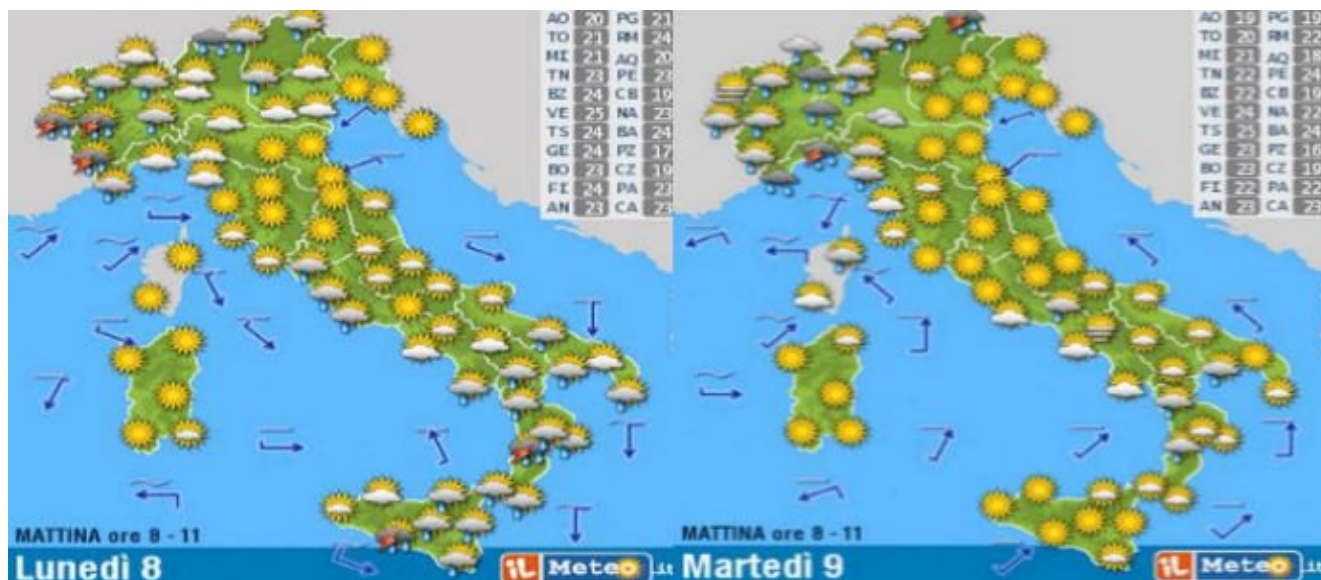 AO 20 PG 21
TO 21 RM 24
MI 21 AQ 20
TN 23 PE 23
BZ 24 CB 19
VE 25 NA 23
TS 24 BA 24
GE 24 PZ 17
BO 23 CZ 19
FI 24 PA 23
AN 23 CA 23
MATTINA ore 8 - 11
Lunedì 8
iL Meteo.it
AO 19 PG 19
TO 20 RM 22
MI 21 AQ 18
TN 22 PE 24
BZ 22 CB 19
VE 24 NA 22
TS 25 BA 24
GE 23 PZ 16
BO 23 CZ 19
FI 22 PA 22
AN 23 CA 23
MATTINA ore 8 - 11
Martedì 9
iL Meteo.it